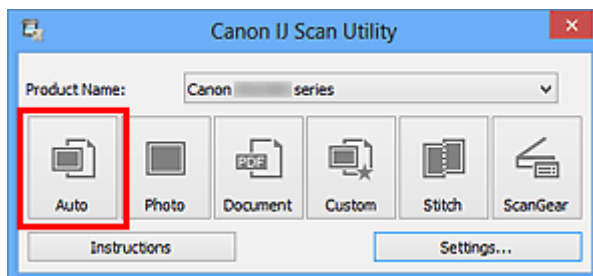 Canon IJ Scan Utility
Product Name: Canon series
PDF
Auto Photo Document Custom Stitch ScanGear
Instructions Settings...